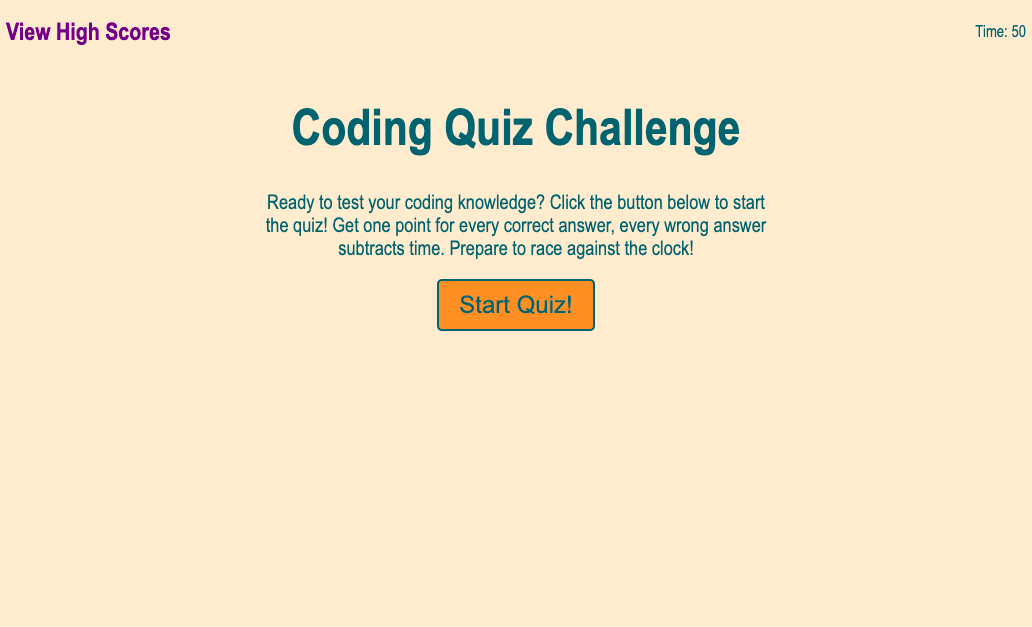 View High Scores
Time: 50
Coding Quiz Challenge
Ready to test your coding knowledge? Click the button below to start
the quiz! Get one point for every correct answer, every wrong answer
subtracts time. Prepare to race against the clock!
Start Quiz!